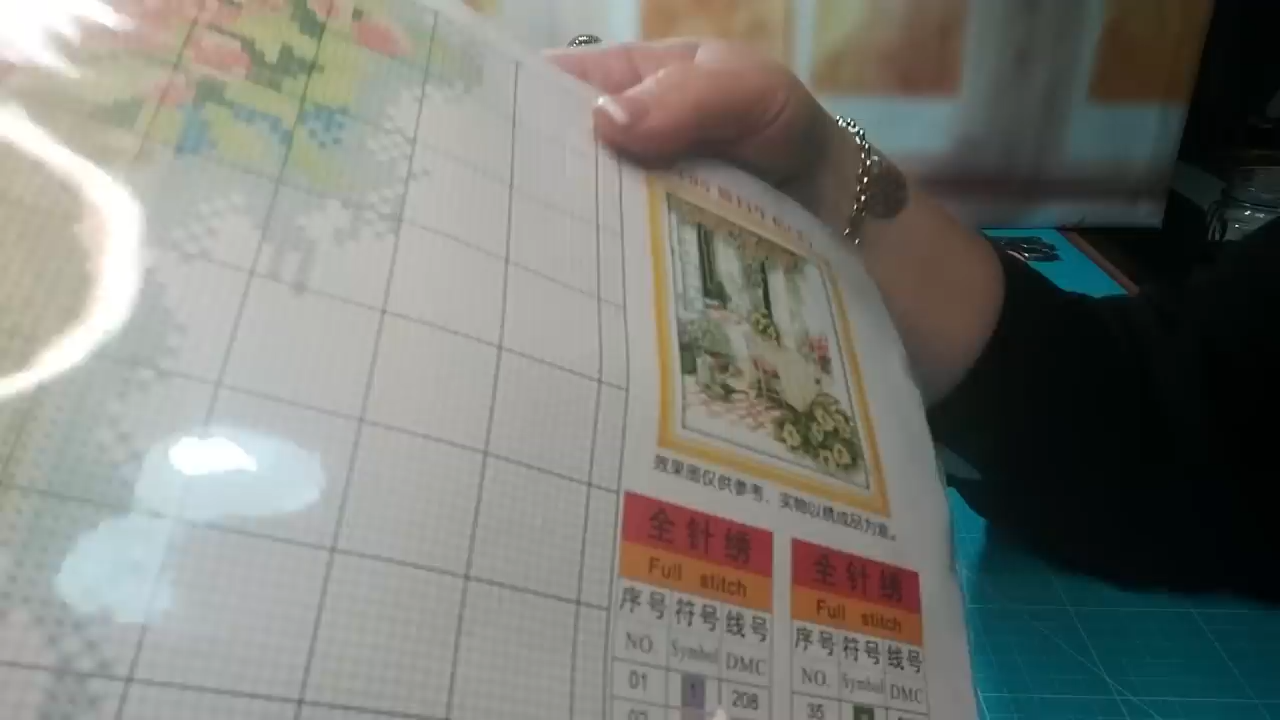 效果图仅供参考，实物以绣成品为准。
全针绣
Full stitch
序号 符号 线号
NO. Symbol DMC
01 1 208
全针绣
Full stitch
序号 符号 线号
NO. Symbol DMC
35